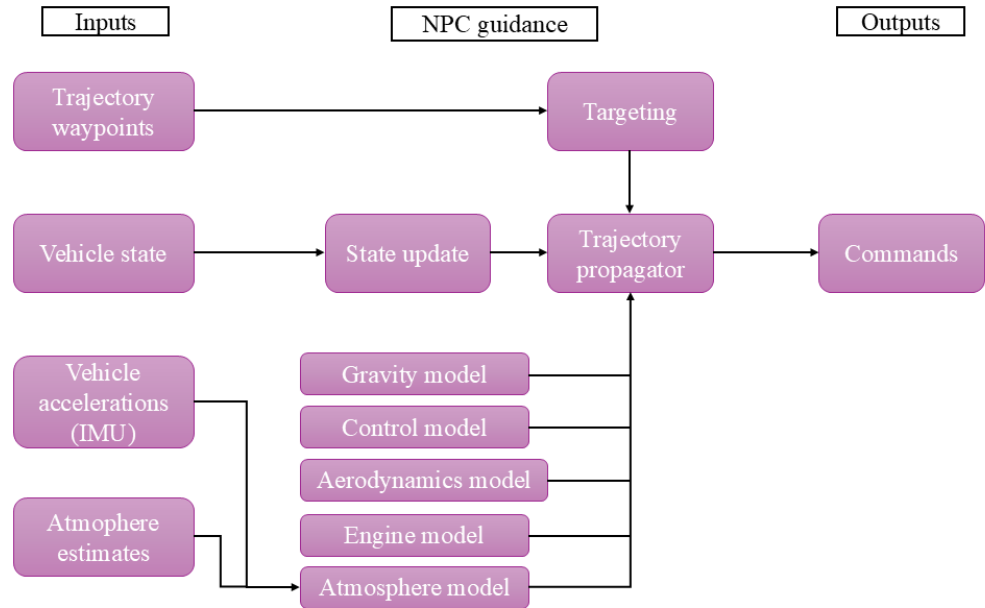 Inputs
NPC guidance
Outputs
Trajectory
waypoints
Targeting
Vehicle state
State update
Trajectory
propagator
Commands
Vehicle
accelerations
(IMU)
Gravity model
Control model
Aerodynamics model
Atmophere
estimates
Engine model
Atmosphere model